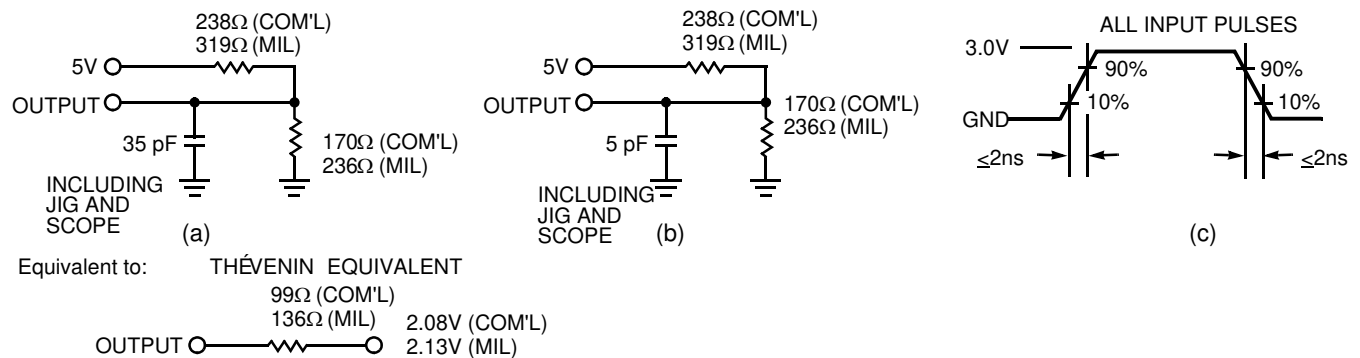 238Ω (COM'L)
319Ω (MIL)
5V
OUTPUT
35 pF
170Ω (COM'L)
236Ω (MIL)
INCLUDING
JIG AND
SCOPE
(a)
238Ω (COM'L)
319Ω (MIL)
5V
OUTPUT
5 pF
170Ω (COM'L)
236Ω (MIL)
INCLUDING
JIG AND
SCOPE
(b)
ALL INPUT PULSES
3.0V
90%
10%
90%
10%
GND
≤2ns
≤2ns
(c)
Equivalent to: THÉVENIN EQUIVALENT
99Ω (COM'L)
136Ω (MIL)
2.08V (COM'L)
2.13V (MIL)
OUTPUT